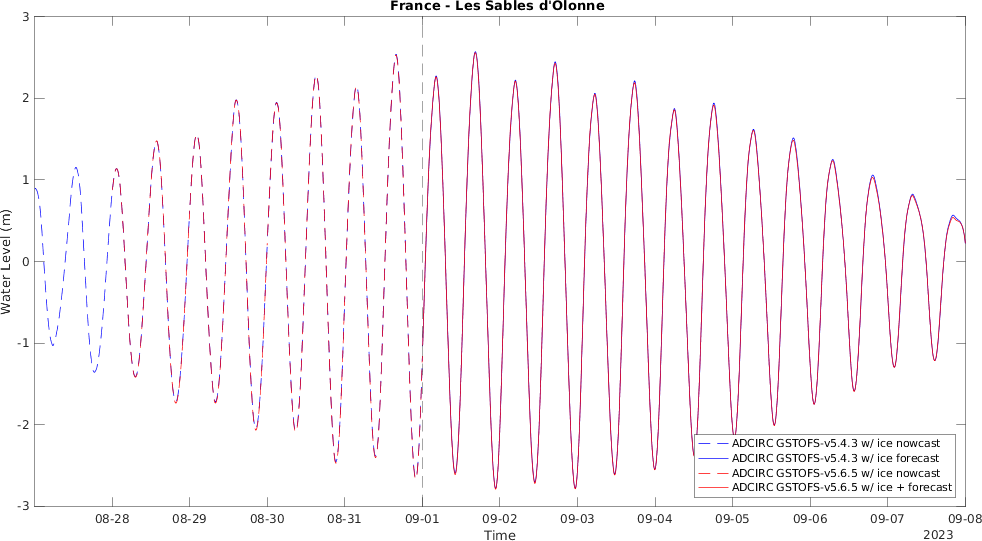 France - Les Sables d'Olonne
3
2
1
0
-1
-2
-3
Water Level (m)
ADCIRC GSTOFS-v5.4.3 w/ ice nowcast
ADCIRC GSTOFS-v5.4.3 w/ ice forecast
ADCIRC GSTOFS-v5.6.5 w/ ice nowcast
ADCIRC GSTOFS-v5.6.5 w/ ice + forecast
08-28 08-29 08-30 08-31 09-01 09-02 09-03 09-04 09-05 09-06 09-07 09-08
Time
2023